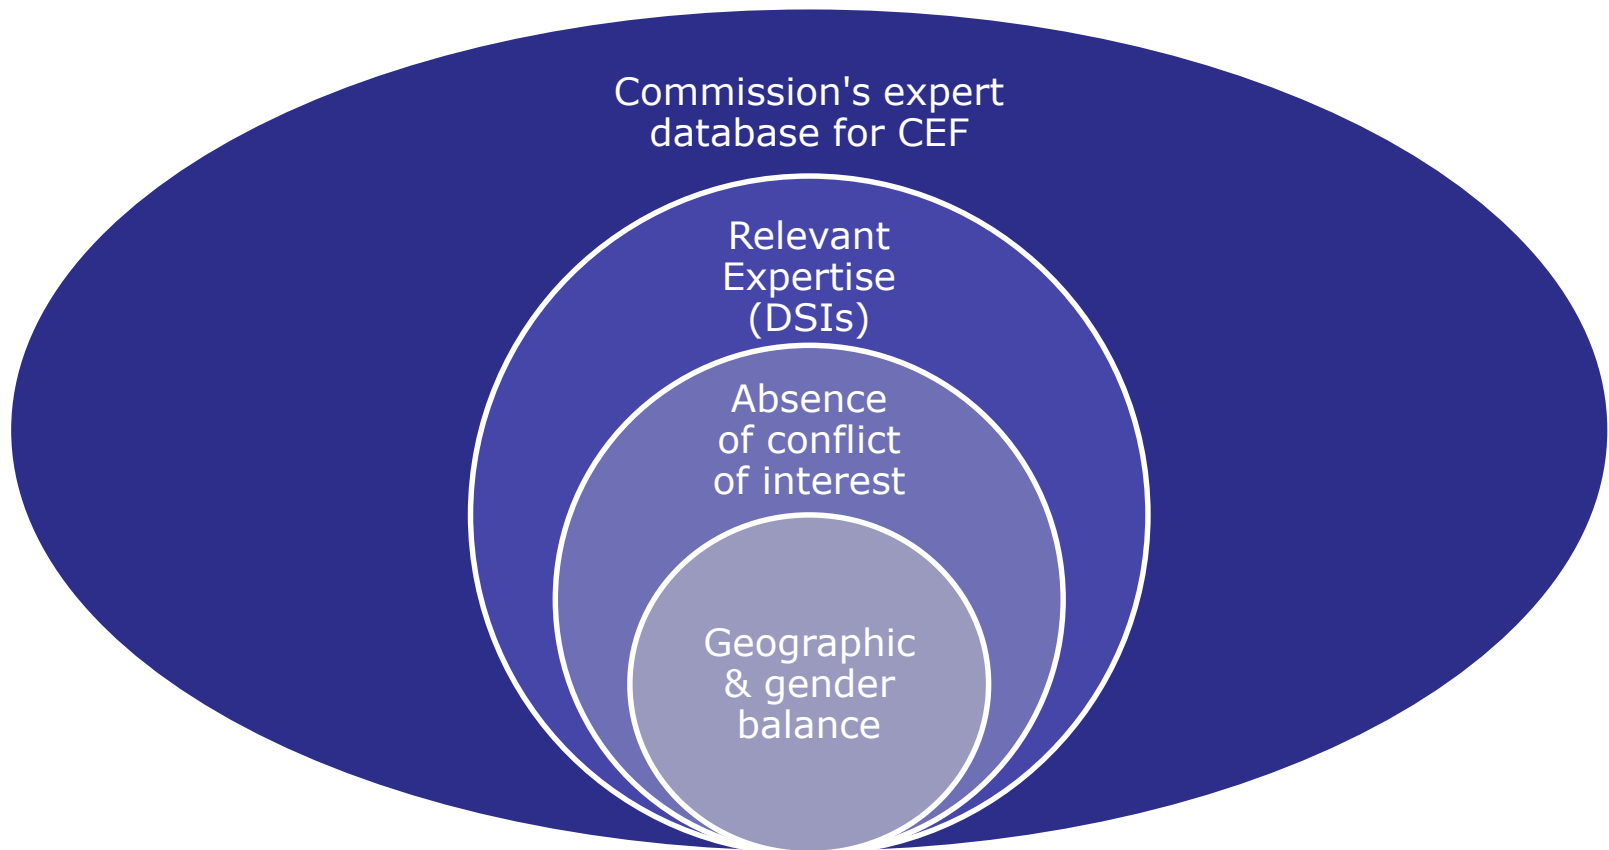 Commission's expert
database for CEF
Relevant
Expertise
(DSIs)
Absence
of conflict
of interest
Geographic
& gender
balance